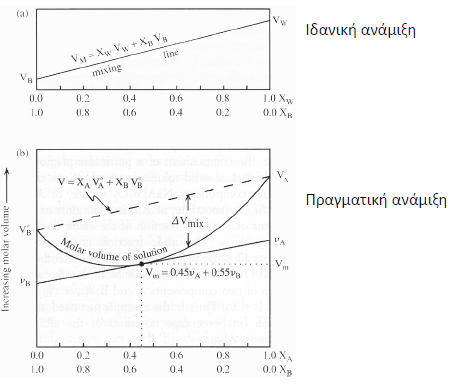 (a)
V_W
Ιδανική ανάμιξη
V_M = X_W V_W + X_B V_B
mixing line
V_B
0.0 0.2 0.4 0.6 0.4 1.0 X_W
1.0 0.8 0.6 0.4 0.2 0.0 X_B
(b)
V = X_A V°_A + X_B V°_B
V°_A
Πραγματική ανάμιξη
Increasing molar volume
V°_B
ΔV_mix
Molar volume of solution
ν_A
V_m
V_m = 0.45ν_A + 0.55ν_B
ν_B
0.0 0.2 0.4 0.6 0.8 1.0 X_A
1.0 0.8 0.6 0.4 0.2 0.0 X_B